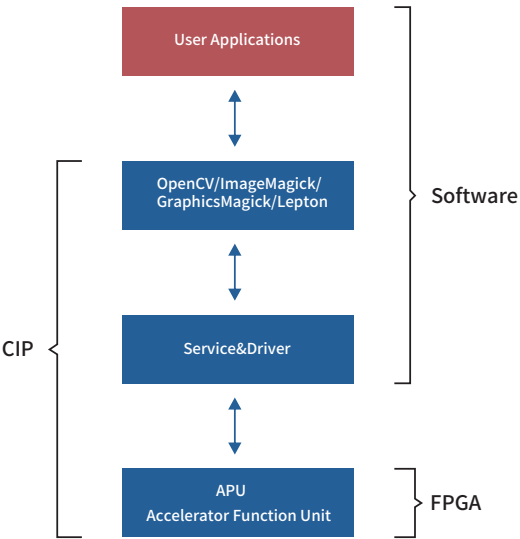 User Applications
OpenCV/ImageMagick/
GraphicsMagick/Lepton
Software
Service&Driver
CIP
APU
Accelerator Function Unit
FPGA